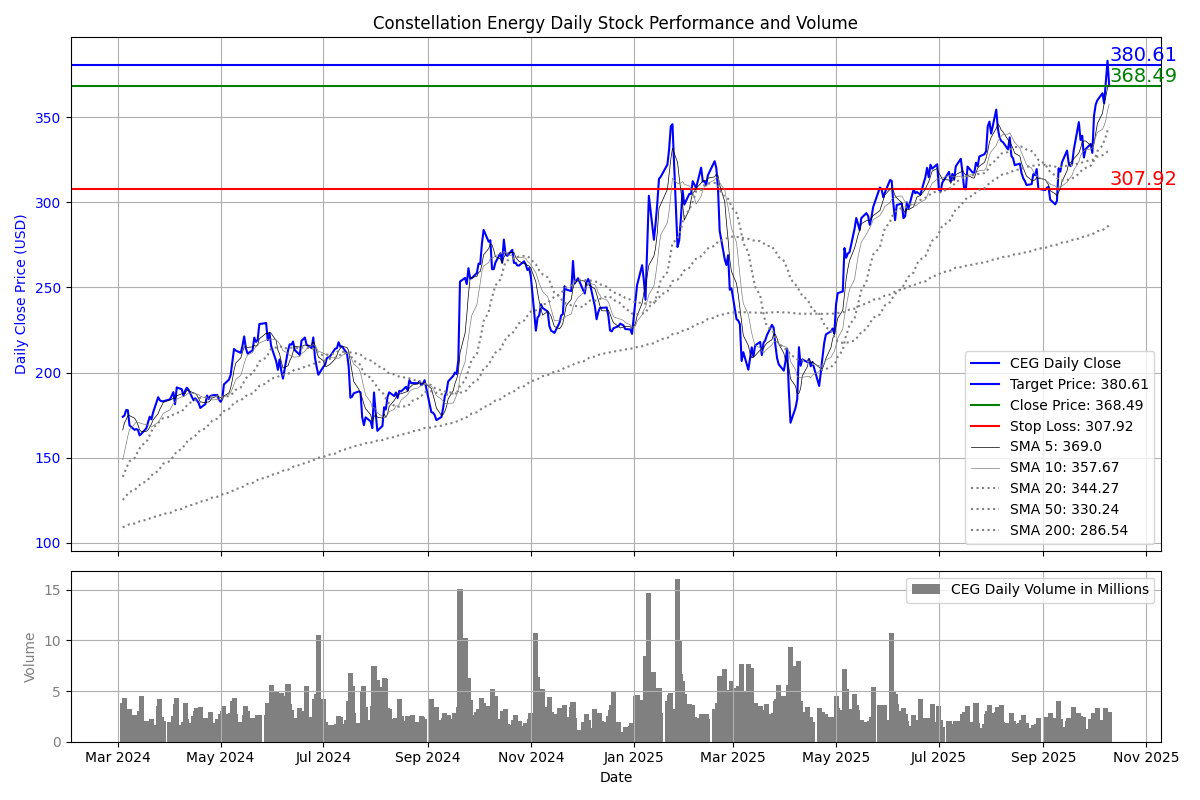 Constellation Energy Daily Stock Performance and Volume
380.61
368.49
307.92
Daily Close Price (USD)
350
300
250
200
150
100
CEG Daily Close
Target Price: 380.61
Close Price: 368.49
Stop Loss: 307.92
SMA 5: 369.0
SMA 10: 357.67
SMA 20: 344.27
SMA 50: 330.24
SMA 200: 286.54
Volume
15
10
5
0
CEG Daily Volume in Millions
Mar 2024 May 2024 Jul 2024 Sep 2024 Nov 2024 Jan 2025 Mar 2025 May 2025 Jul 2025 Sep 2025 Nov 2025
Date